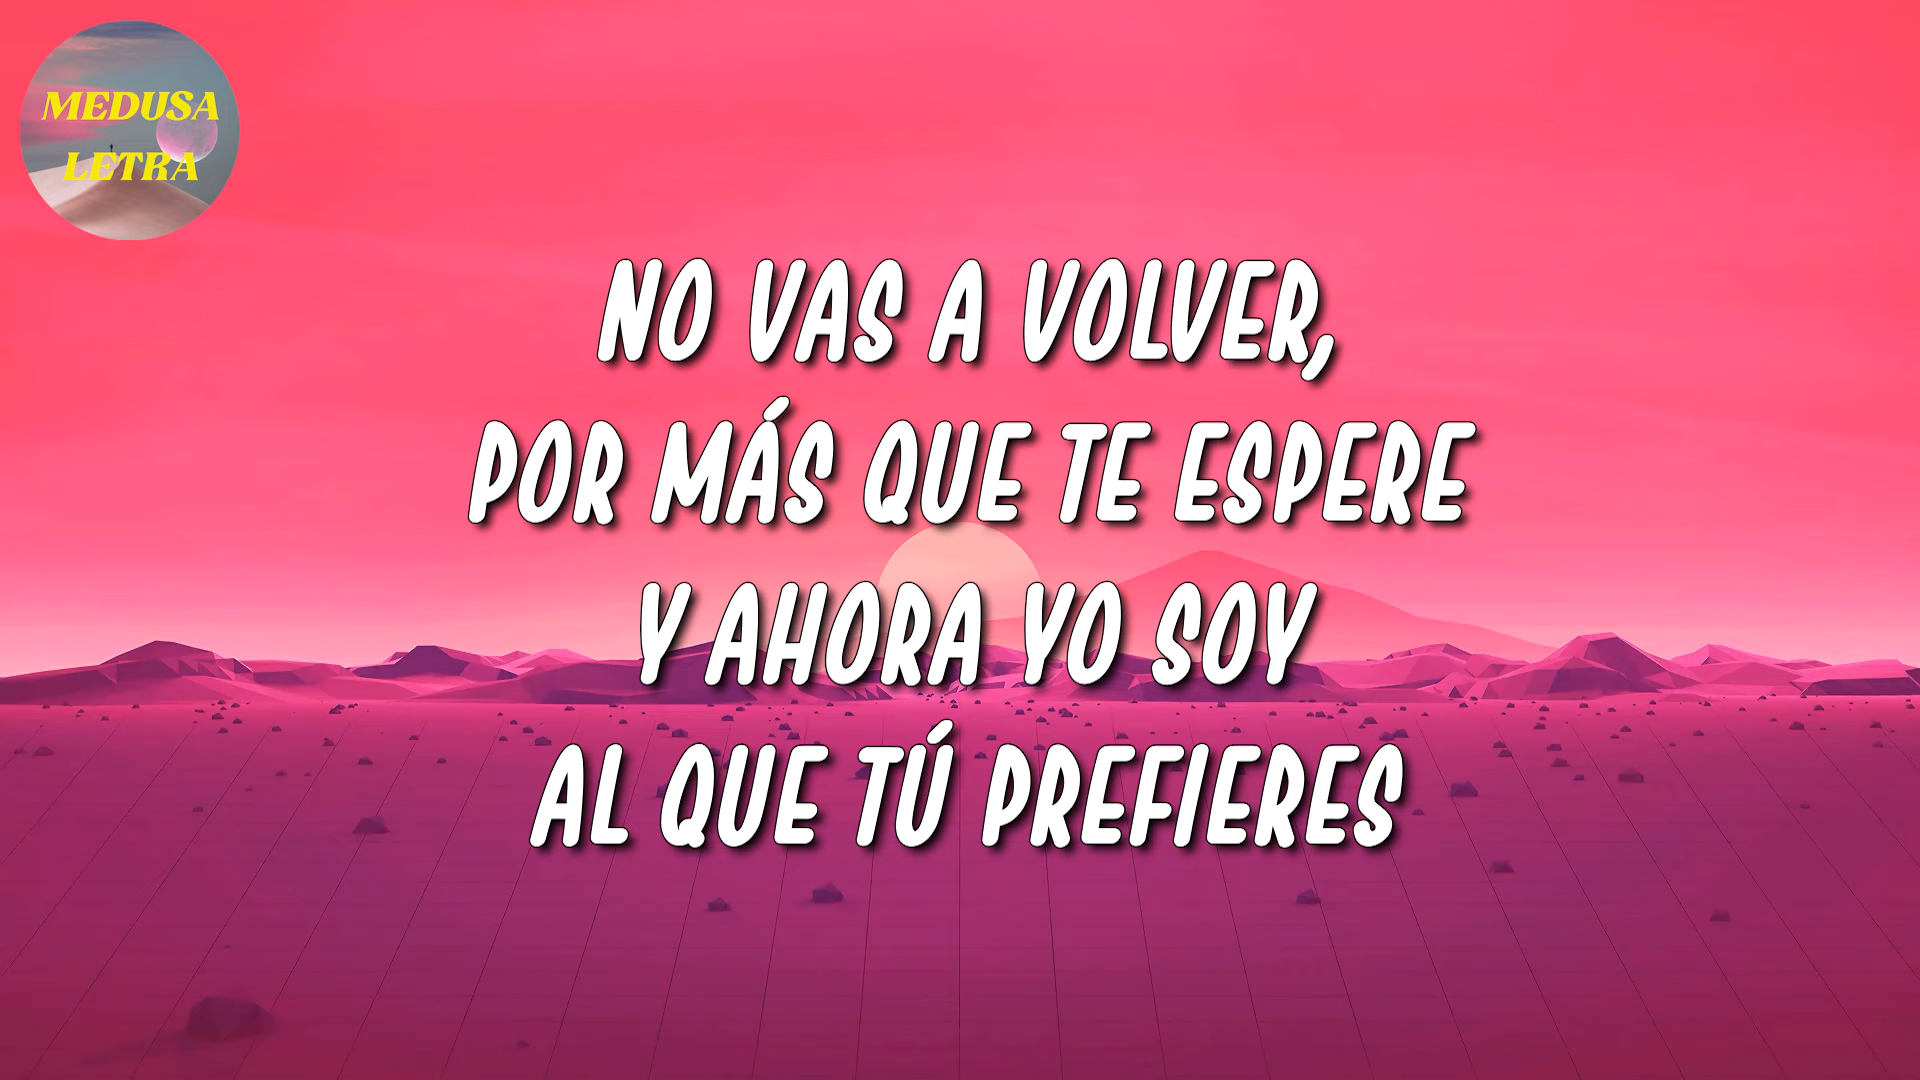 MEDUSA
LETRA
NO VAS A VOLVER,
POR MÁS QUE TE ESPERE
Y AHORA YO SOY
AL QUE TÚ PREFIERES